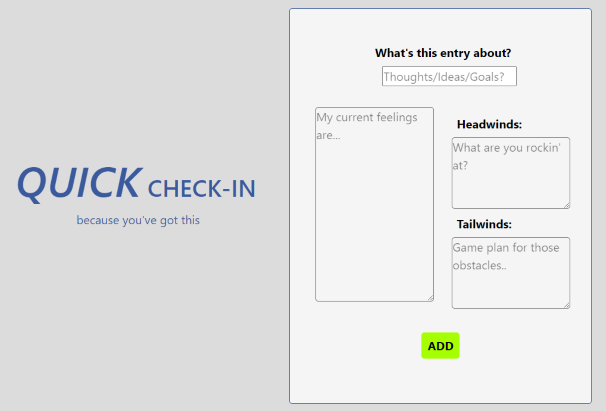 QUICK CHECK-IN
because you've got this
What's this entry about?
Thoughts/Ideas/Goals?
My current feelings
are...
Headwinds:
What are you rockin'
at?
Tailwinds:
Game plan for those
obstacles..
ADD